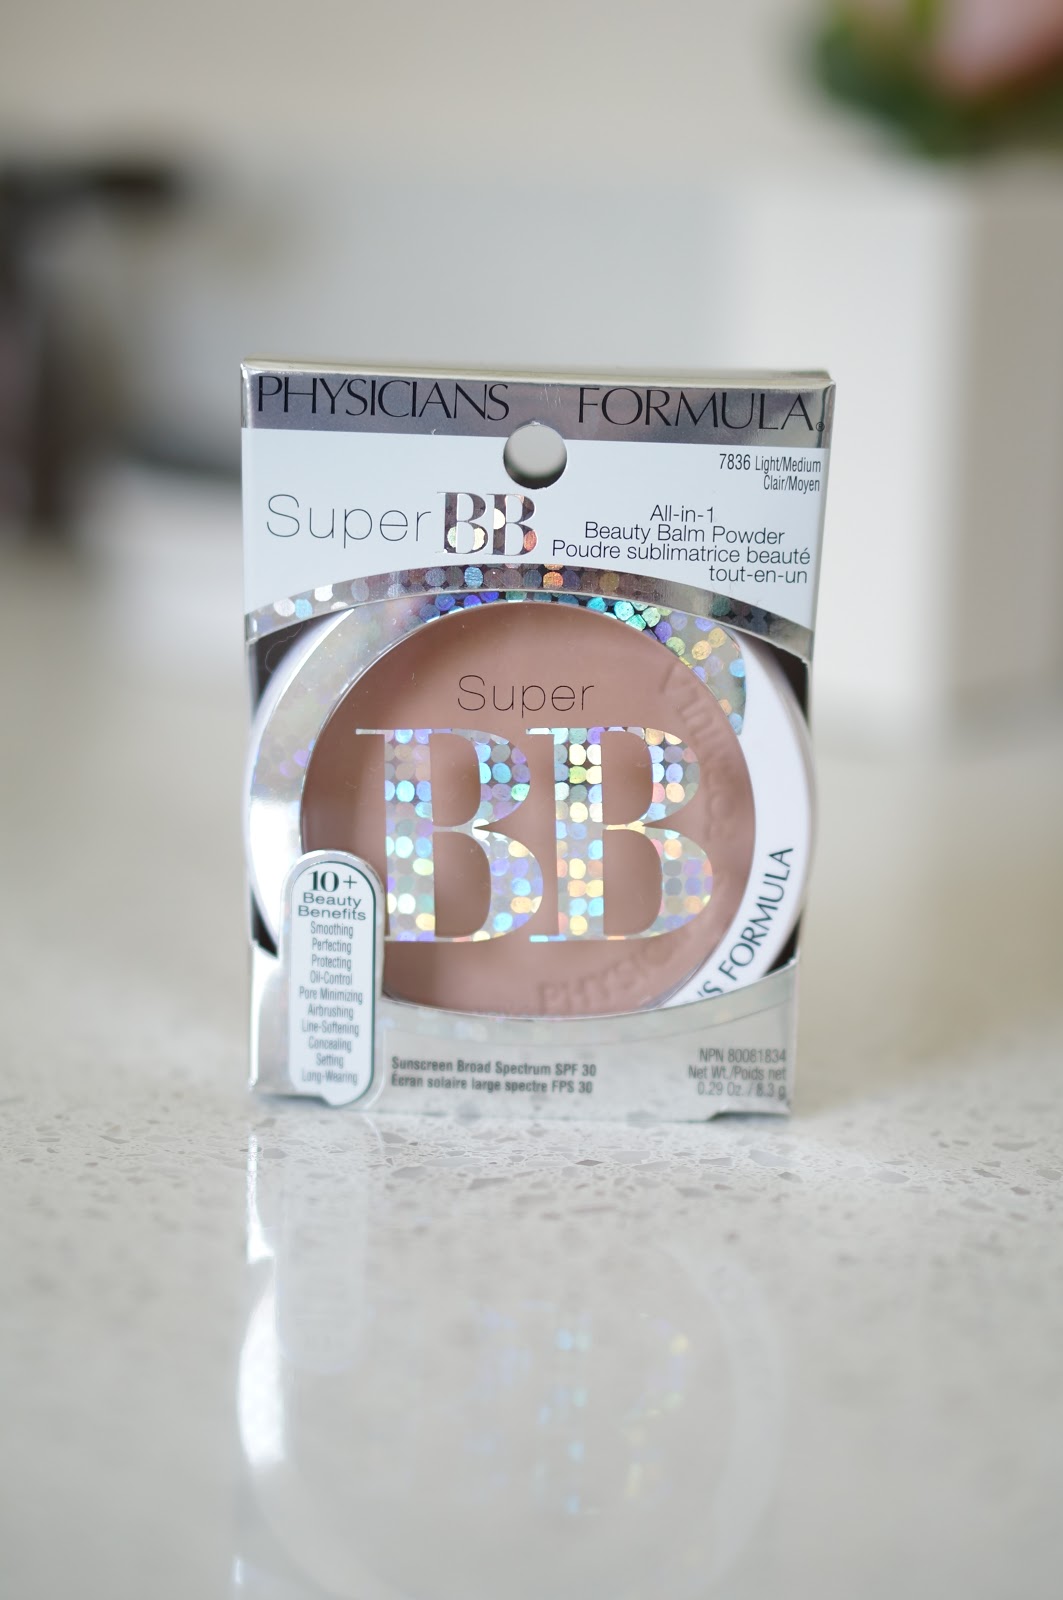 PHYSICIANS FORMULA®
7836 Light/Medium
Clair/Moyen
Super BB
All-in-1
Beauty Balm Powder
Poudre sublimatrice beauté
tout-en-un
Super
BB
PHYSICIANS FORMULA
'S FORMULA
10+
Beauty
Benefits
Smoothing
Perfecting
Protecting
Oil-Control
Pore Minimizing
Airbrushing
Line-Softening
Concealing
Setting
Long-Wearing
Sunscreen Broad Spectrum SPF 30
Écran solaire large spectre FPS 30
NPN 80081834
Net Wt./Poids net
0.29 Oz. / 8.3 g